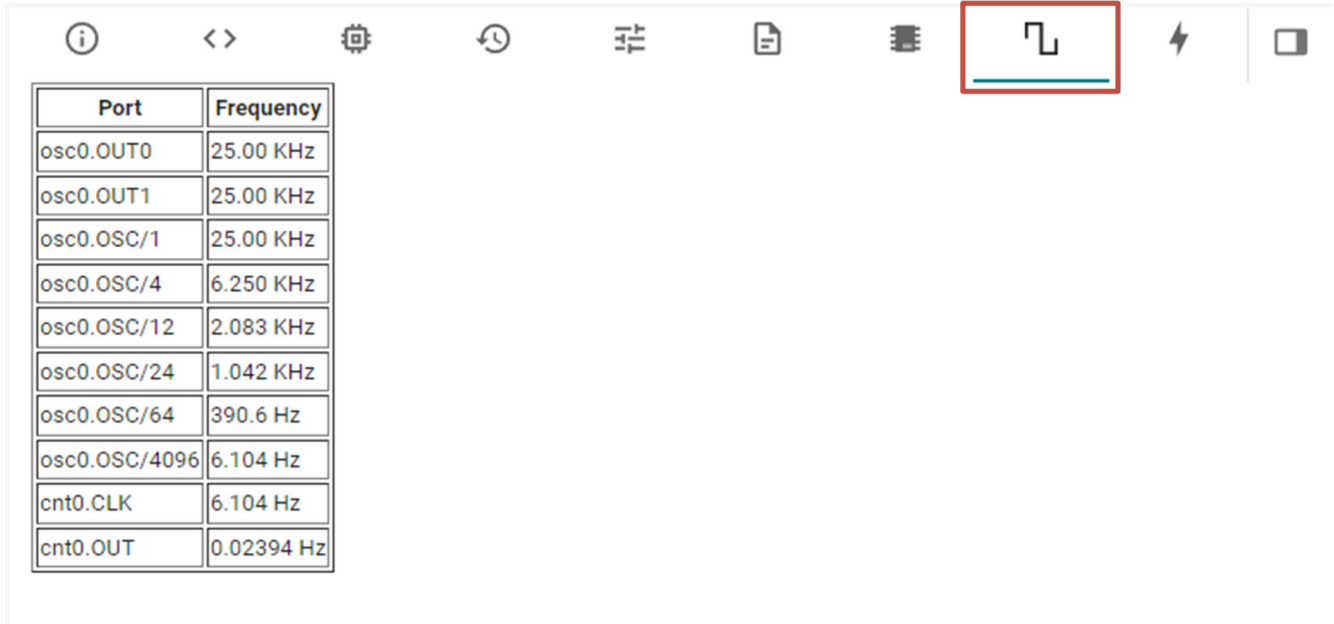 Port Frequency
osc0.OUT0 25.00 KHz
osc0.OUT1 25.00 KHz
osc0.OSC/1 25.00 KHz
osc0.OSC/4 6.250 KHz
osc0.OSC/12 2.083 KHz
osc0.OSC/24 1.042 KHz
osc0.OSC/64 390.6 Hz
osc0.OSC/4096 6.104 Hz
cnt0.CLK 6.104 Hz
cnt0.OUT 0.02394 Hz